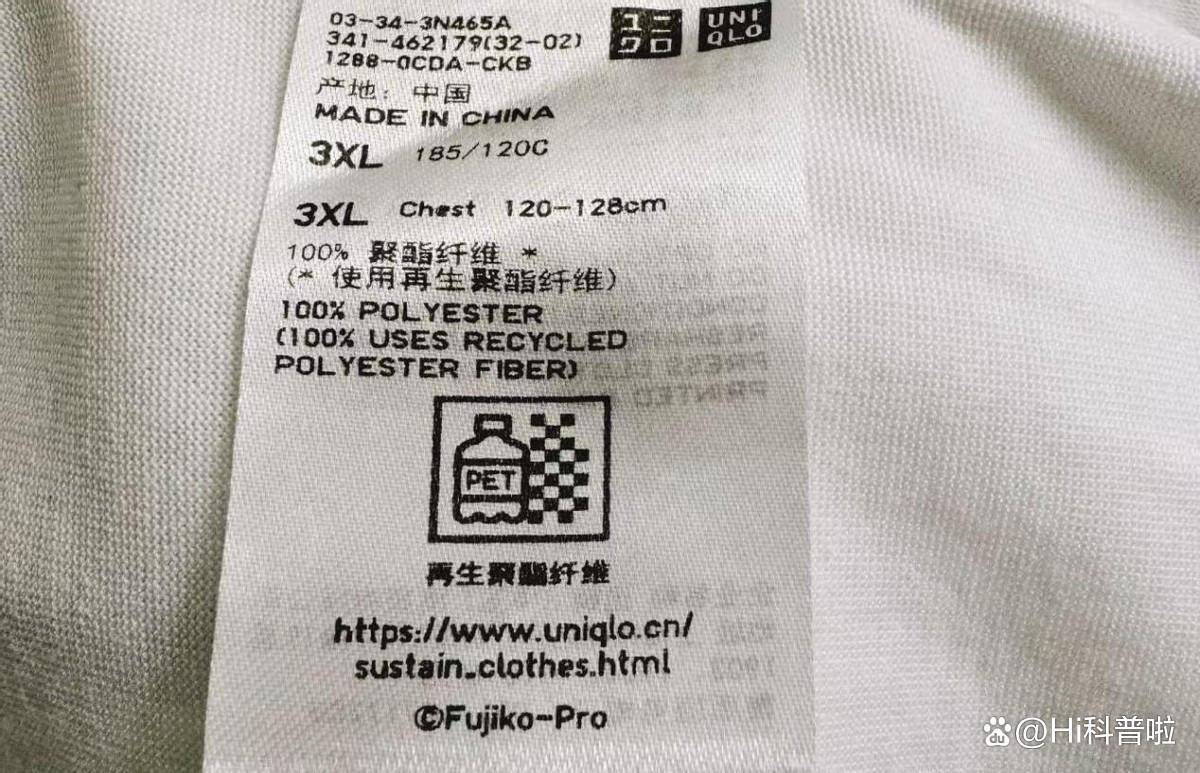 03-34-3N465A
341-462179(32-02)
1288-0CDA-CKB
ユニ
クロ
UNI
QLO
产地：中国
MADE IN CHINA
3XL 185/120C
3XL Chest 120-128cm
100% 聚酯纤维 *
(* 使用再生聚酯纤维)
100% POLYESTER
(100% USES RECYCLED
POLYESTER FIBER)
PET
再生聚酯纤维
https://www.uniqlo.cn/
sustain_clothes.html
©Fujiko-Pro
du @Hi科普啦